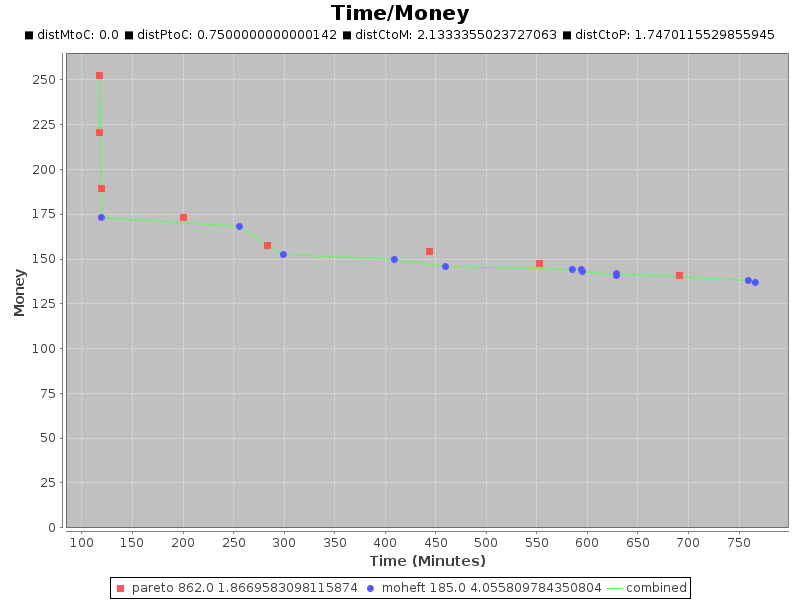 Time/Money
distMtoC: 0.0 distPtoC: 0.7500000000000142 distCtoM: 2.1333355023727063 distCtoP: 1.7470115529855945
250
225
200
175
150
125
100
75
50
25
0
Money
100 150 200 250 300 350 400 450 500 550 600 650 700 750
Time (Minutes)
pareto 862.0 1.8669583098115874 moheft 185.0 4.055809784350804 combined